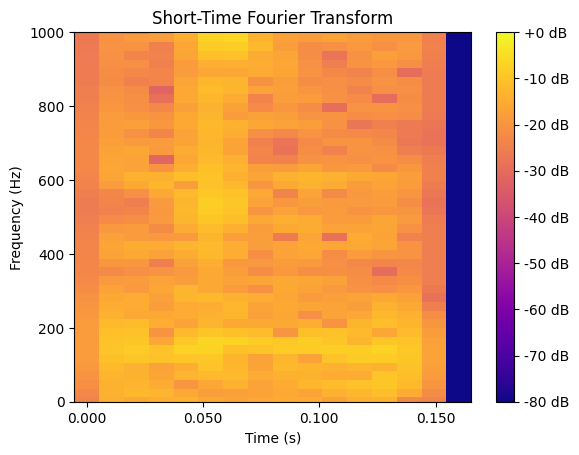 Short-Time Fourier Transform
Frequency (Hz)
1000
800
600
400
200
0
0.000
0.050
0.100
0.150
Time (s)
+0 dB
-10 dB
-20 dB
-30 dB
-40 dB
-50 dB
-60 dB
-70 dB
-80 dB